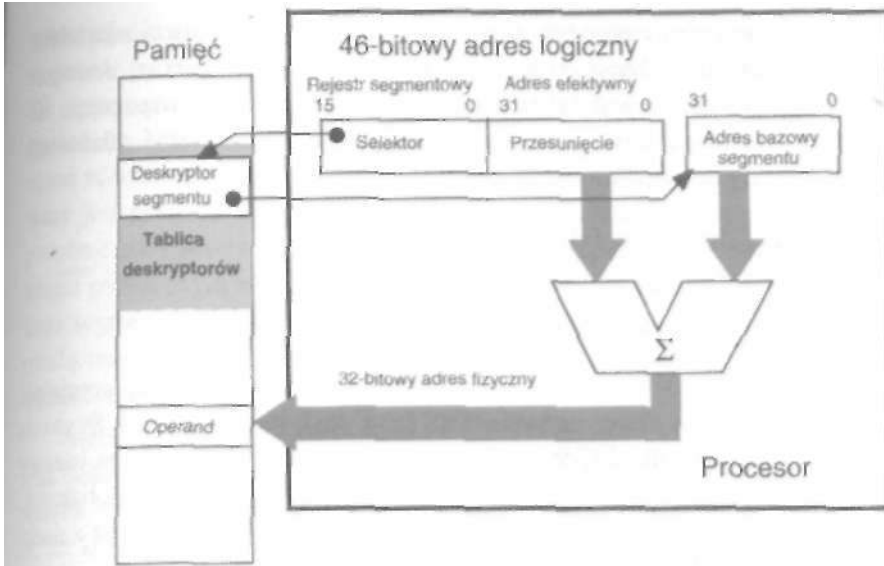 Pamięć
46-bitowy adres logiczny
Rejestr segmentowy
Adres efektywny
15
0
31
0
31
0
Selektor
Przesunięcie
Adres bazowy
segmentu
Deskryptor
segmentu
Tablica
deskryptorów
Σ
32-bitowy adres fizyczny
Operand
Procesor